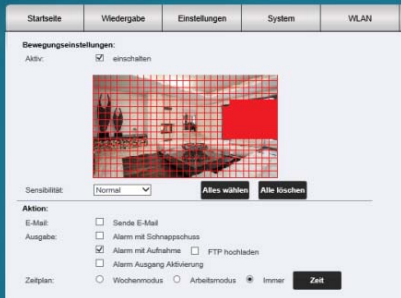 Startseite Wiedergabe Einstellungen System WLAN
Bewegungseinstellungen:
Aktiv: einschalten
Sensibilität: Normal Alles wählen Alle löschen
Aktion:
E-Mail: Sende E-Mail
Ausgabe: Alarm mit Schnappschuss
Alarm mit Aufnahme FTP hochladen
Alarm Ausgang Aktivierung
Zeitplan: Wochenmodus Arbeitsmodus Immer Zeit